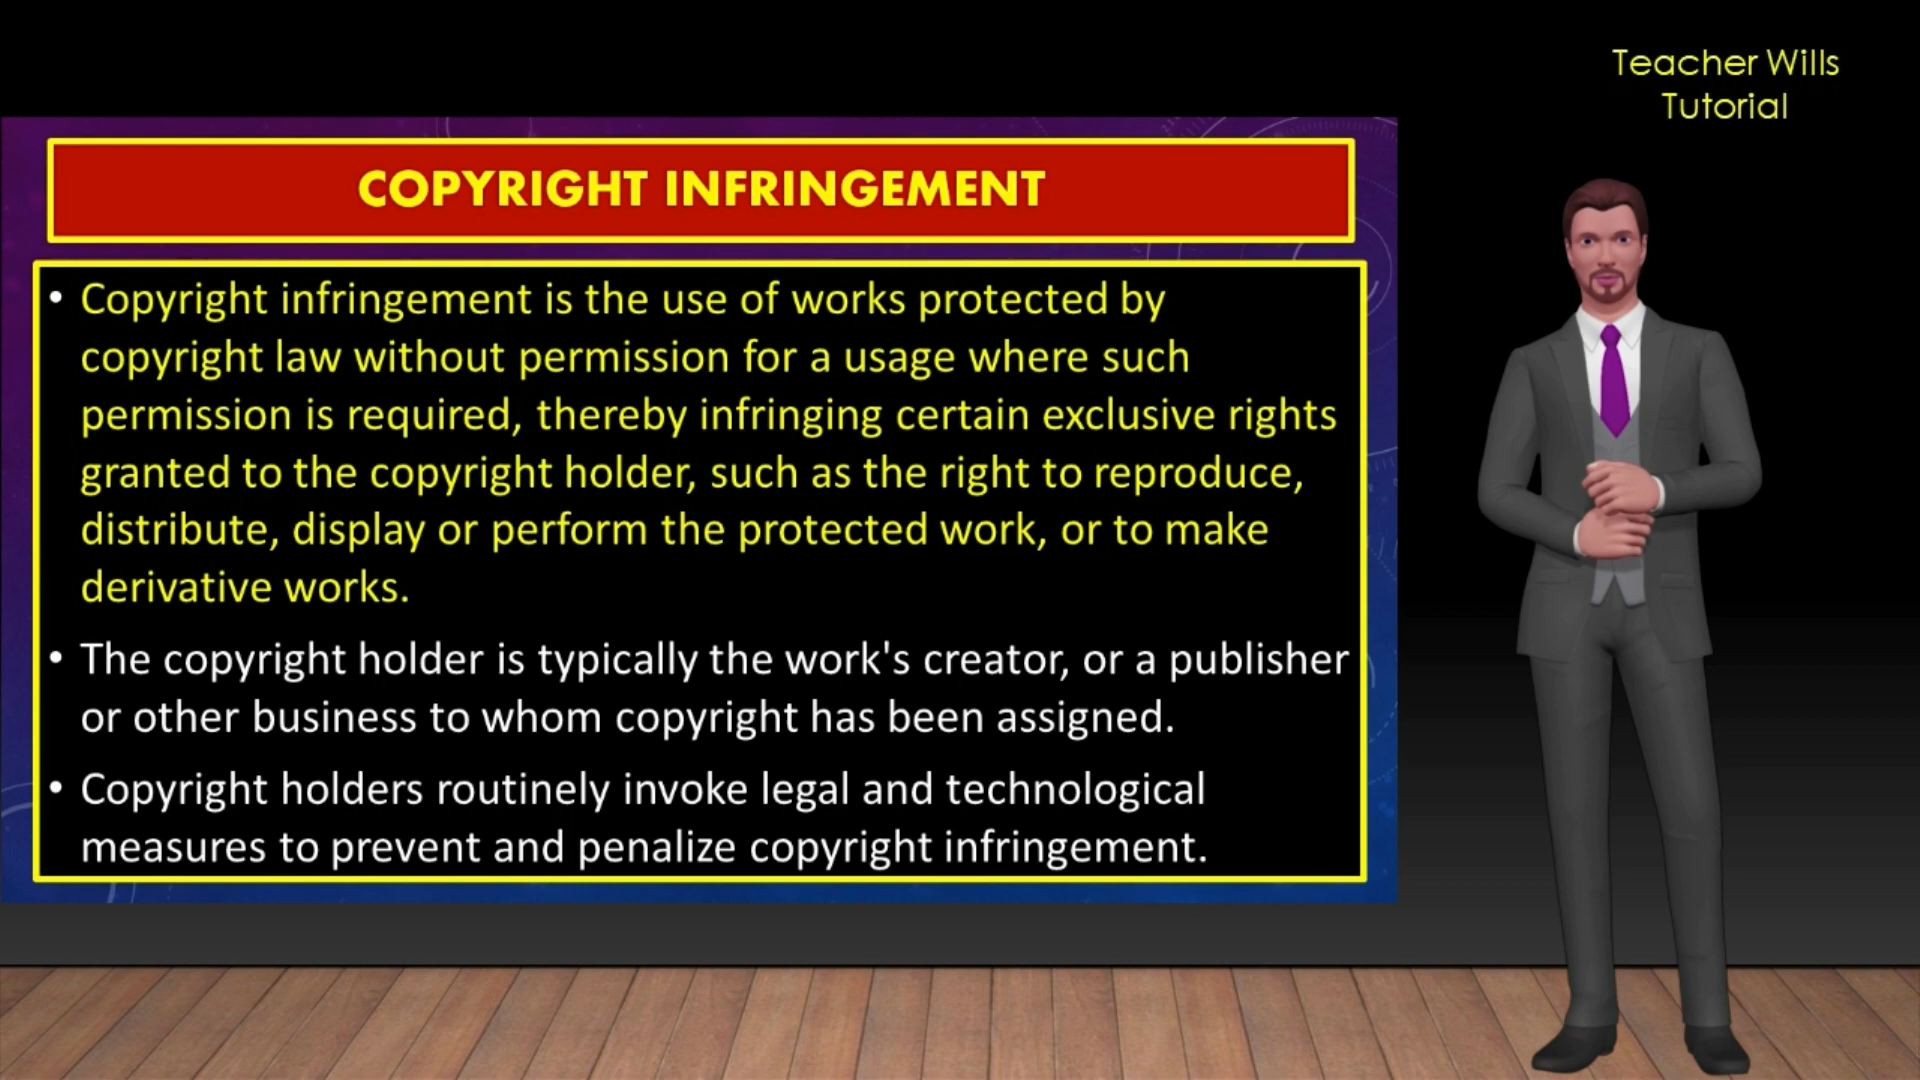 Teacher Wills
Tutorial
COPYRIGHT INFRINGEMENT
• Copyright infringement is the use of works protected by
copyright law without permission for a usage where such
permission is required, thereby infringing certain exclusive rights
granted to the copyright holder, such as the right to reproduce,
distribute, display or perform the protected work, or to make
derivative works.
• The copyright holder is typically the work's creator, or a publisher
or other business to whom copyright has been assigned.
• Copyright holders routinely invoke legal and technological
measures to prevent and penalize copyright infringement.